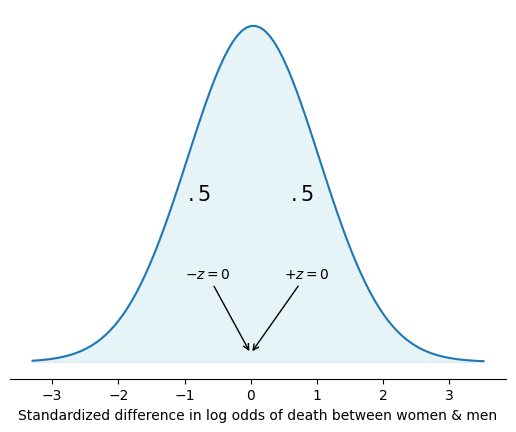 .5 .5
−z = 0 +z = 0
−3 −2 −1 0 1 2 3
Standardized difference in log odds of death between women & men